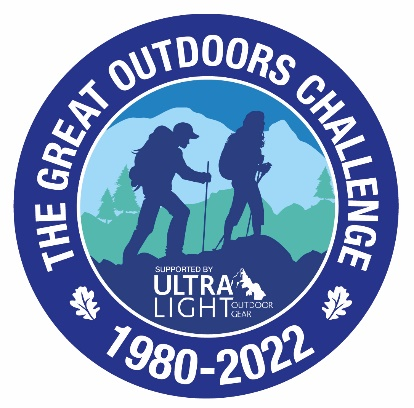 THE GREAT OUTDOORS CHALLENGE
SUPPORTED BY
ULTRA
LIGHT OUTDOOR
GEAR
1980-2022